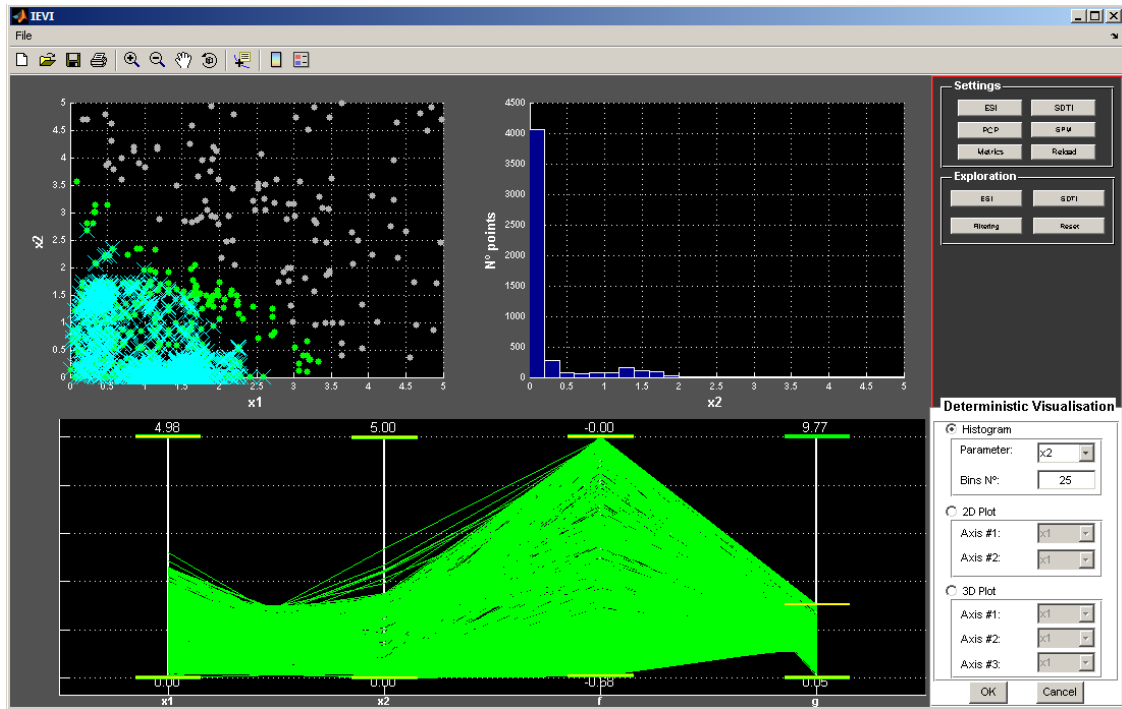 IEVI
File
5
4.5
4
3.5
3
2.5
2
1.5
1
0.5
0
0 0.5 1 1.5 2 2.5 3 3.5 4 4.5 5
x1
x2
4500
4000
3500
3000
2500
2000
1500
1000
500
0
0.5 1 1.5 2 2.5 3 3.5 4 4.5 5
x2
N° points
4.98 5.00 -0.00 9.77
0.00 0.00 -0.68 0.05
x1 x2 f g
Settings
ESI SDTI
PCP SPM
Metrics Reload
Exploration
ESI SDTI
Filtering Reset
Deterministic Visualisation
Histogram
Parameter: x2
Bins Nº: 25
2D Plot
Axis #1: x1
Axis #2: x1
3D Plot
Axis #1: x1
Axis #2: x1
Axis #3: x1
OK Cancel